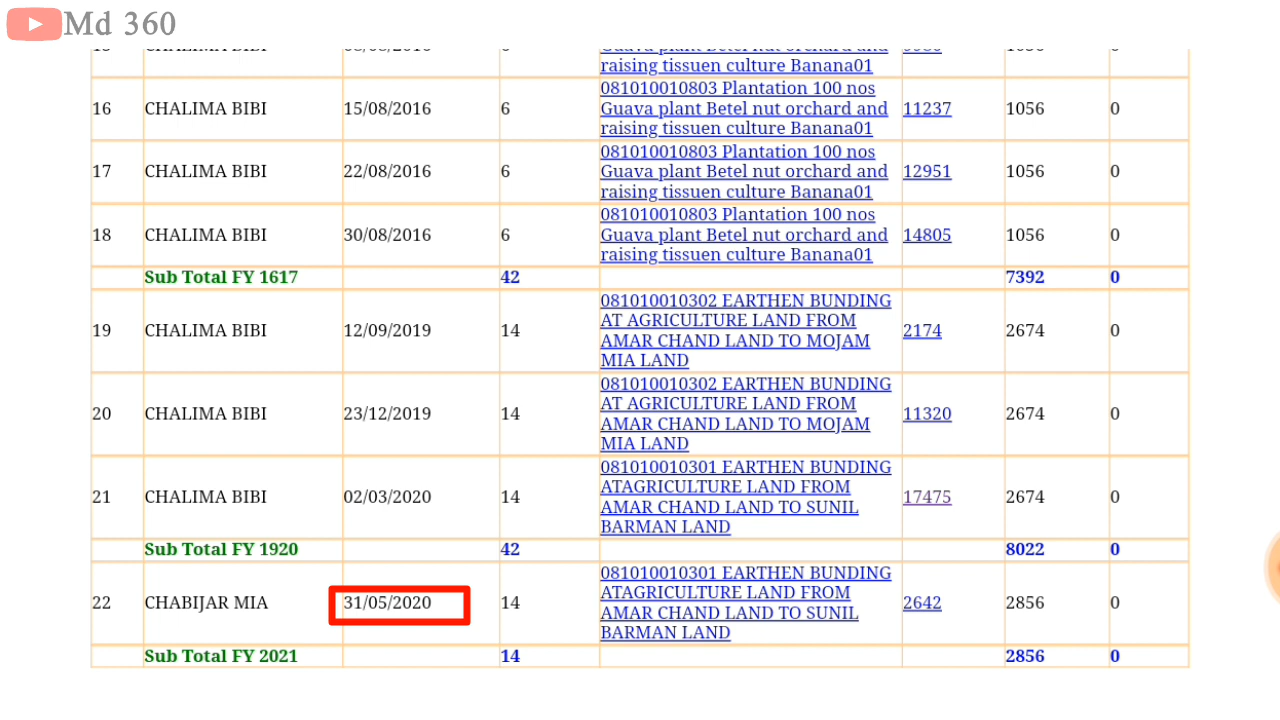 Md 360
raising tissuen culture Banana01
16 CHALIMA BIBI 15/08/2016 6 081010010803 Plantation 100 nos
Guava plant Betel nut orchard and
raising tissuen culture Banana01 11237 1056 0
17 CHALIMA BIBI 22/08/2016 6 081010010803 Plantation 100 nos
Guava plant Betel nut orchard and
raising tissuen culture Banana01 12951 1056 0
18 CHALIMA BIBI 30/08/2016 6 081010010803 Plantation 100 nos
Guava plant Betel nut orchard and
raising tissuen culture Banana01 14805 1056 0
Sub Total FY 1617 42 7392 0
19 CHALIMA BIBI 12/09/2019 14 081010010302 EARTHEN BUNDING
AT AGRICULTURE LAND FROM
AMAR CHAND LAND TO MOJAM
MIA LAND 2174 2674 0
20 CHALIMA BIBI 23/12/2019 14 081010010302 EARTHEN BUNDING
AT AGRICULTURE LAND FROM
AMAR CHAND LAND TO MOJAM
MIA LAND 11320 2674 0
21 CHALIMA BIBI 02/03/2020 14 081010010301 EARTHEN BUNDING
ATAGRICULTURE LAND FROM
AMAR CHAND LAND TO SUNIL
BARMAN LAND 17475 2674 0
Sub Total FY 1920 42 8022 0
22 CHABIJAR MIA 31/05/2020 14 081010010301 EARTHEN BUNDING
ATAGRICULTURE LAND FROM
AMAR CHAND LAND TO SUNIL
BARMAN LAND 2642 2856 0
Sub Total FY 2021 14 2856 0